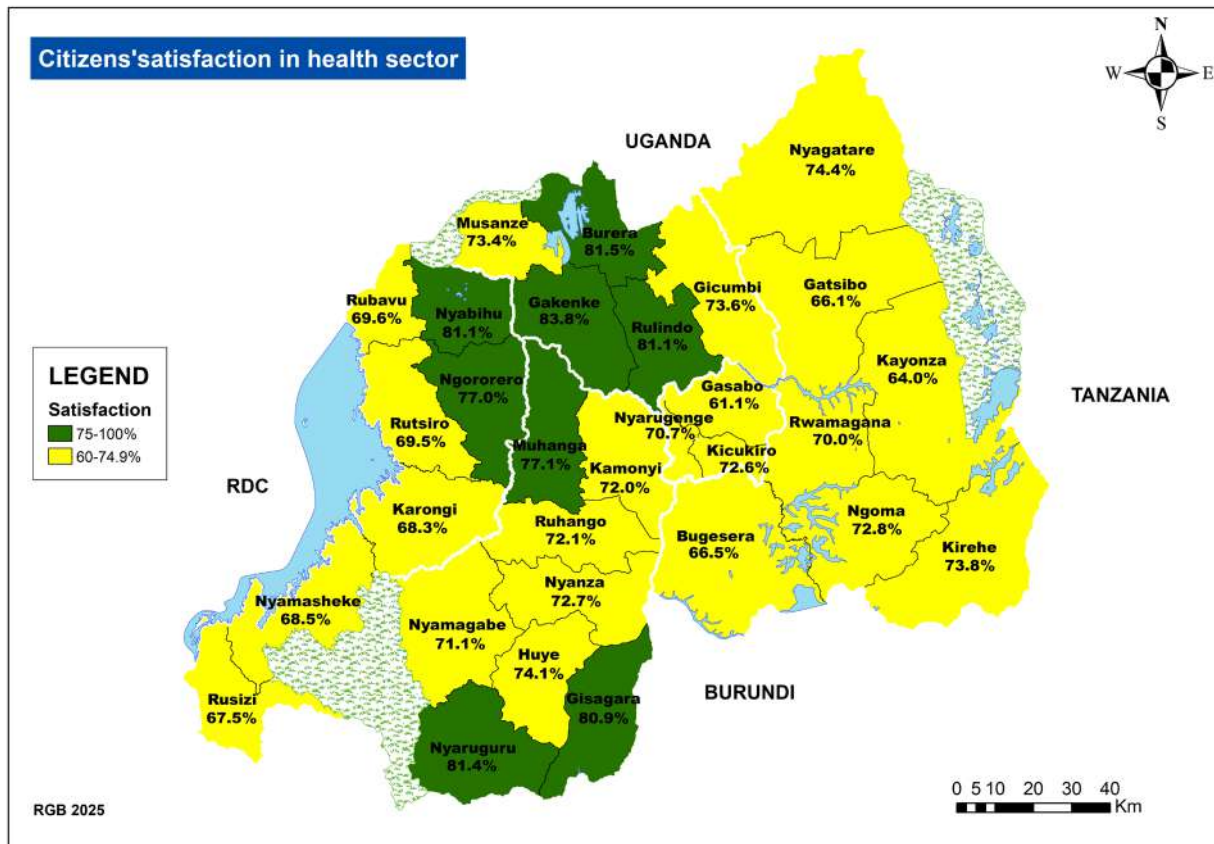 Citizens'satisfaction in health sector
N
W E
S
UGANDA
Nyagatare
74.4%
Musanze
73.4%
Burera
81.5%
Gicumbi
73.6%
Gatsibo
66.1%
Rubavu
69.6%
Nyabihu
81.1%
Gakenke
83.8%
Rulindo
81.1%
Kayonza
64.0%
LEGEND
Satisfaction
75-100%
60-74.9%
Ngororero
77.0%
Gasabo
61.1%
TANZANIA
Rutsiro
69.5%
Muhanga
77.1%
Nyarugenge
70.7%
Kicukiro
72.6%
Rwamagana
70.0%
Kamonyi
72.0%
RDC
Karongi
68.3%
Ruhango
72.1%
Bugesera
66.5%
Ngoma
72.8%
Kirehe
73.8%
Nyamasheke
68.5%
Nyanza
72.7%
Nyamagabe
71.1%
Huye
74.1%
BURUNDI
Rusizi
67.5%
Gisagara
80.9%
Nyaruguru
81.4%
RGB 2025
0 5 10 20 30 40
Km